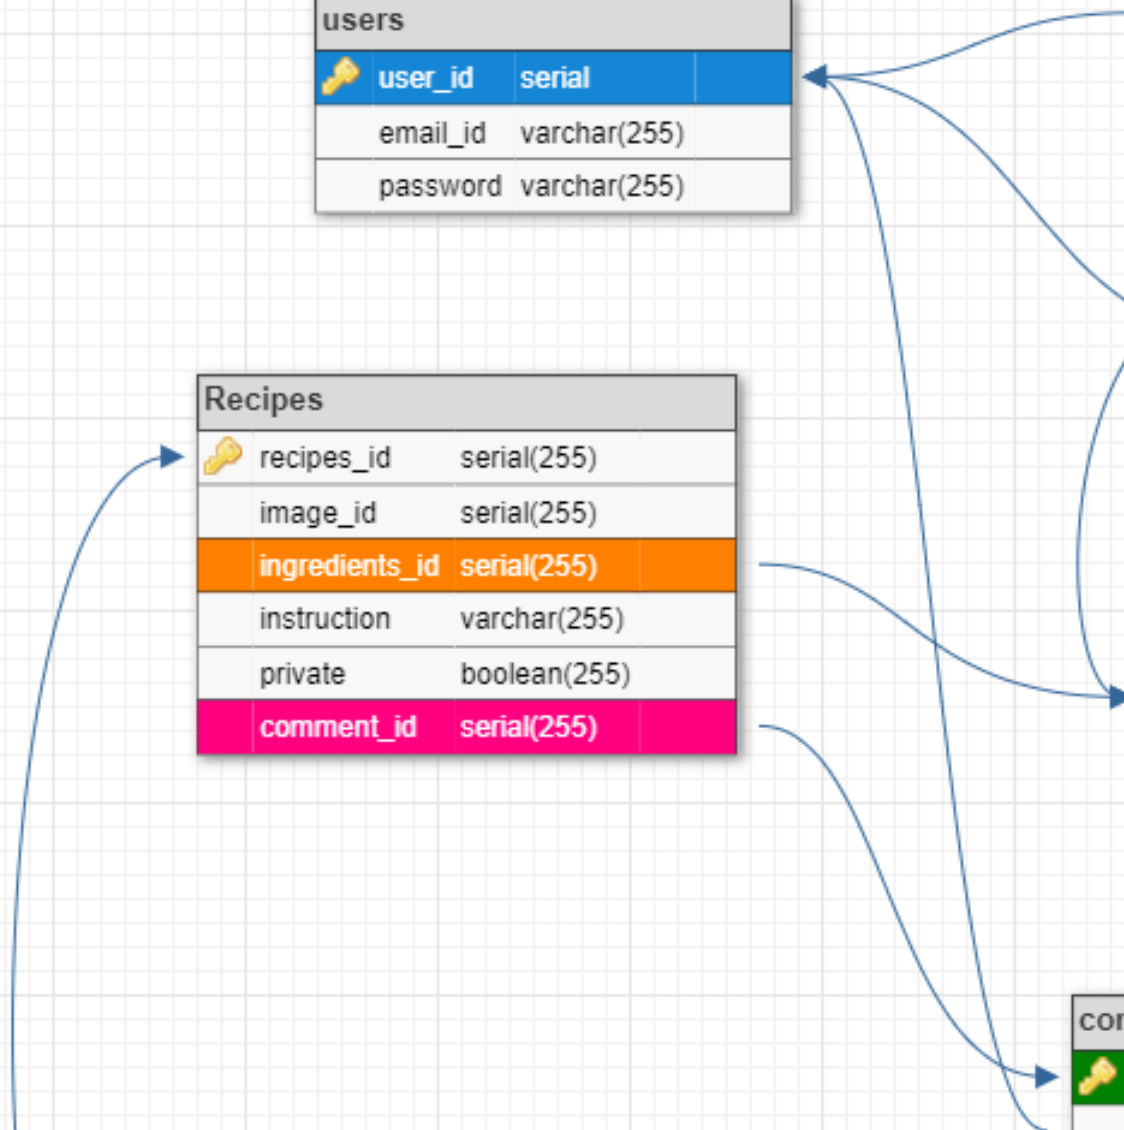 users
user_id serial
email_id varchar(255)
password varchar(255)
Recipes
recipes_id serial(255)
image_id serial(255)
ingredients_id serial(255)
instruction varchar(255)
private boolean(255)
comment_id serial(255)